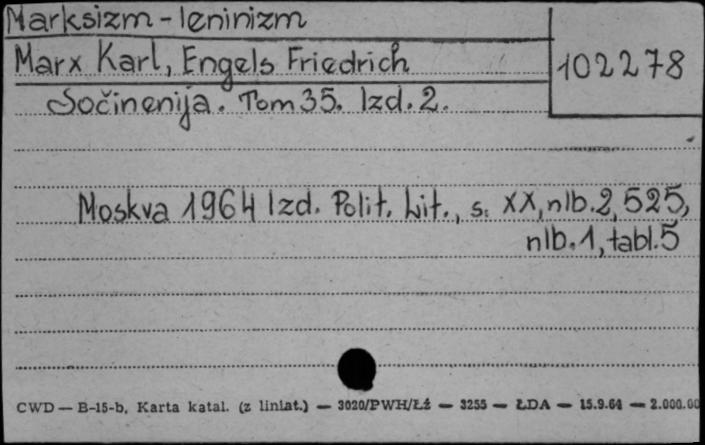 Marksizm - leninizm
Marx Karl, Engels Friedrich
102278
Sočinenija. Tom 35. Izd. 2.
Moskva 1964 Izd. Polit. Lit., s. XX, nlb. 2, 525,
nlb. 1, tabl. 5
CWD — B-15-b, Karta katal. (z liniat.) — 3020/PWH/Łź — 3255 — ŁDA — 15.9.64 — 2.000.00